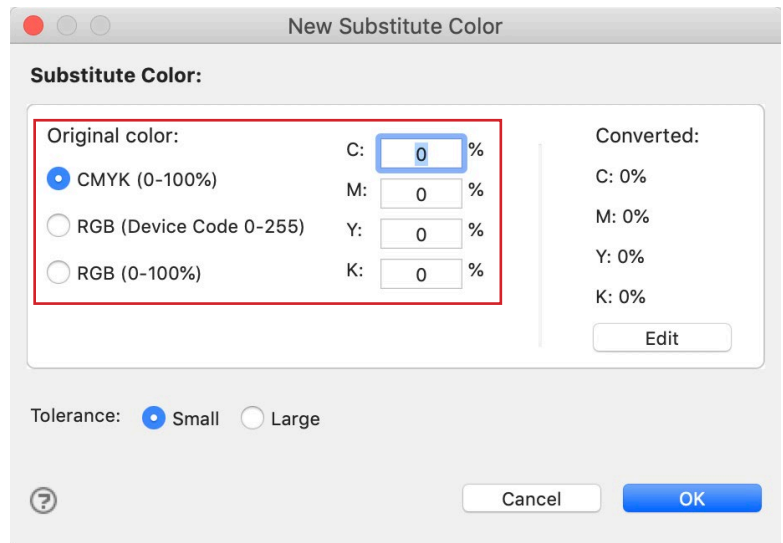 New Substitute Color
Substitute Color:
Original color:
CMYK (0-100%)
RGB (Device Code 0-255)
RGB (0-100%)
C: 0 %
M: 0 %
Y: 0 %
K: 0 %
Converted:
C: 0%
M: 0%
Y: 0%
K: 0%
Edit
Tolerance: Small Large
? Cancel OK